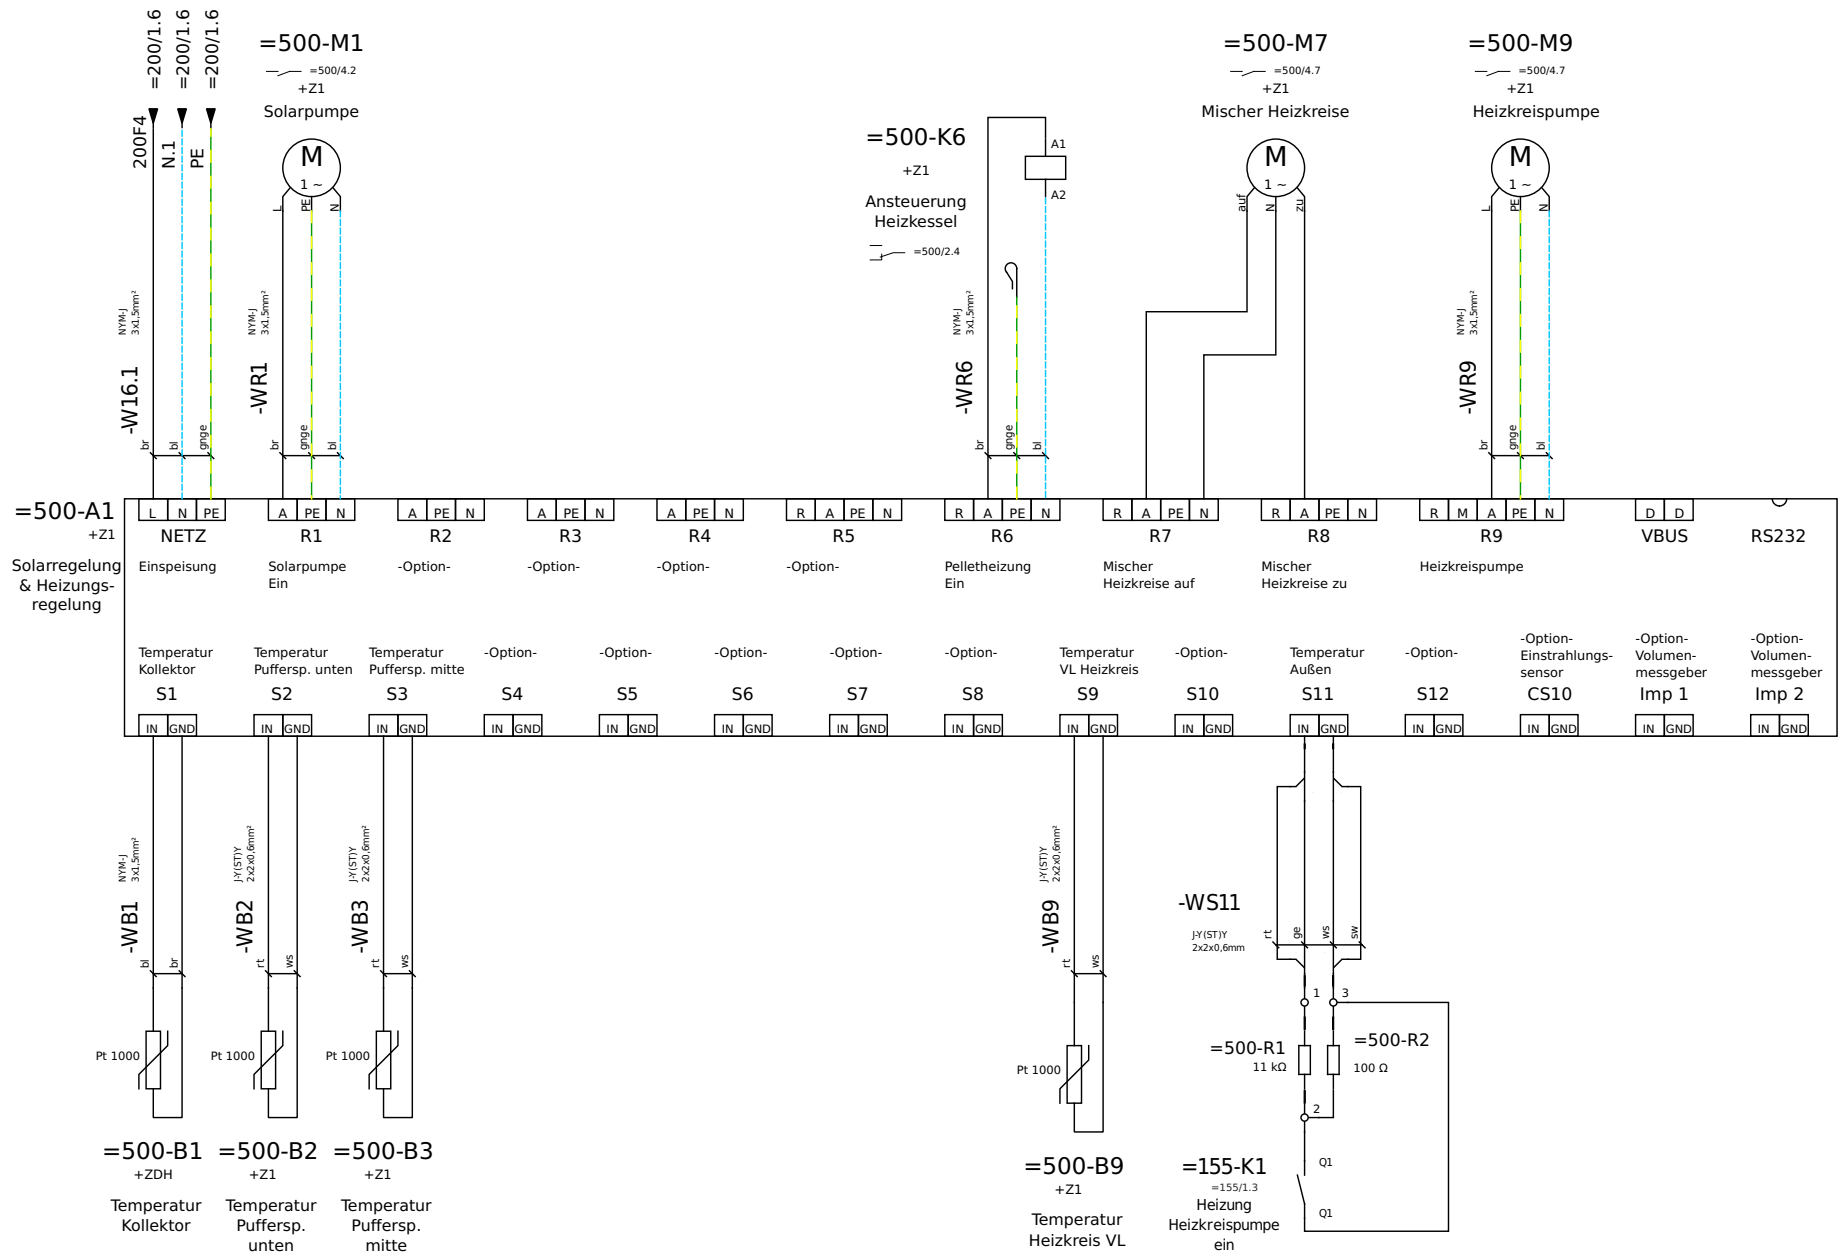 =200/1.6
=200/1.6
=200/1.6
200F4
N.1
PE
=500-M1
=500/4.2
+Z1
Solarpumpe
M
1 ~
L
PE
N
=500-K6
+Z1
Ansteuerung
Heizkessel
=500/2.4
A1
A2
=500-M7
=500/4.7
+Z1
Mischer Heizkreise
M
1 ~
auf
N
zu
=500-M9
=500/4.7
+Z1
Heizkreispumpe
M
1 ~
L
PE
N
-W16.1
NYM-J
3x1,5mm²
br
bl
gnge
-WR1
NYM-J
3x1,5mm²
br
gnge
bl
-WR6
NYM-J
3x1,5mm²
br
gnge
bl
-WR9
NYM-J
3x1,5mm²
br
gnge
bl
=500-A1
+Z1
Solarregelung
& Heizungs-
regelung
L N PE
NETZ
Einspeisung
A PE N
R1
Solarpumpe
Ein
A PE N
R2
-Option-
A PE N
R3
-Option-
A PE N
R4
-Option-
R A PE N
R5
-Option-
R A PE N
R6
Pelletheizung
Ein
R A PE N
R7
Mischer
Heizkreise auf
R A PE N
R8
Mischer
Heizkreise zu
R M A PE N
R9
Heizkreispumpe
D D
VBUS
RS232
Temperatur
Kollektor
S1
IN GND
Temperatur
Puffersp. unten
S2
IN GND
Temperatur
Puffersp. mitte
S3
IN GND
-Option-
S4
IN GND
-Option-
S5
IN GND
-Option-
S6
IN GND
-Option-
S7
IN GND
-Option-
S8
IN GND
Temperatur
VL Heizkreis
S9
IN GND
-Option-
S10
IN GND
Temperatur
Außen
S11
IN GND
-Option-
S12
IN GND
-Option-
Einstrahlungs-
sensor
CS10
IN GND
-Option-
Volumen-
messgeber
Imp 1
IN GND
-Option-
Volumen-
messgeber
Imp 2
IN GND
-WB1
NYM-J
3x1,5mm²
bl
br
Pt 1000
=500-B1
+ZDH
Temperatur
Kollektor
-WB2
J-Y(ST)Y
2x2x0,6mm²
rt
ws
Pt 1000
=500-B2
+Z1
Temperatur
Puffersp.
unten
-WB3
J-Y(ST)Y
2x2x0,6mm²
rt
ws
Pt 1000
=500-B3
+Z1
Temperatur
Puffersp.
mitte
-WB9
J-Y(ST)Y
2x2x0,6mm²
rt
ws
Pt 1000
=500-B9
+Z1
Temperatur
Heizkreis VL
-WS11
J-Y(ST)Y
2x2x0,6mm
rt
ge
ws
sw
1
3
=500-R1
11 kΩ
=500-R2
100 Ω
2
=155-K1
=155/1.3
Heizung
Heizkreispumpe
ein
Q1
Q1